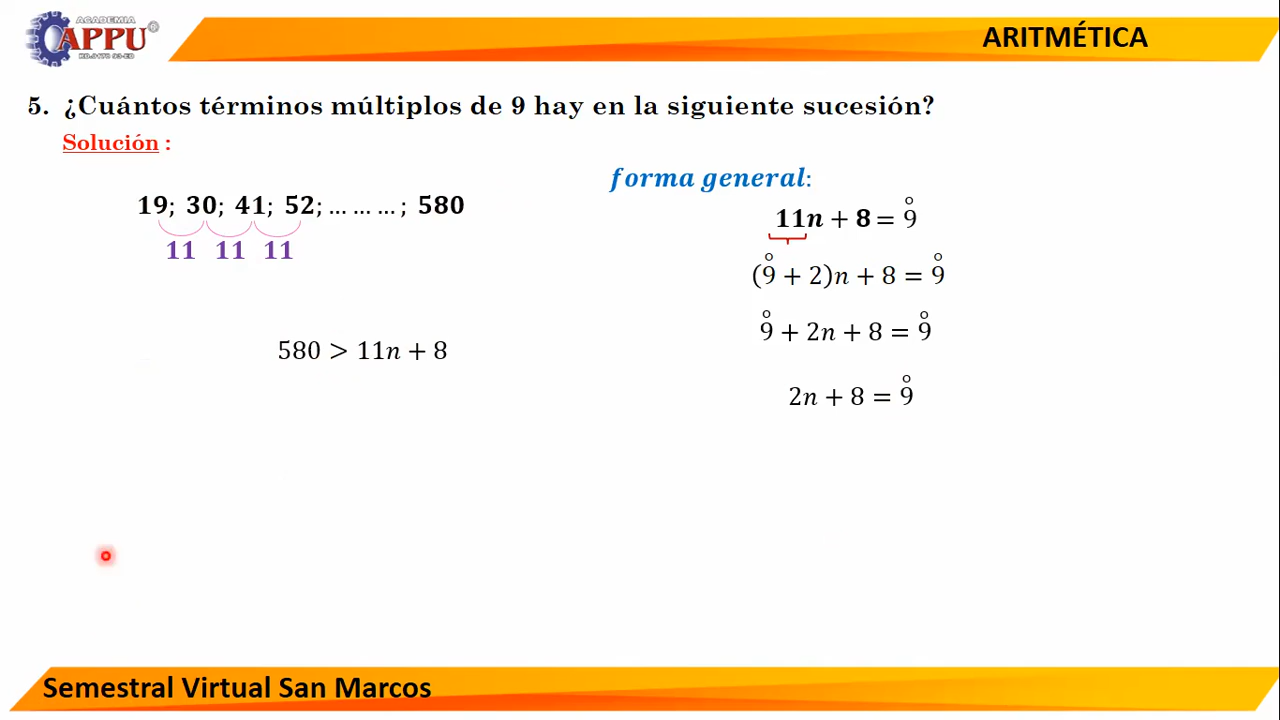 ACADEMIA
APPU®
ARITMÉTICA
5. ¿Cuántos términos múltiplos de 9 hay en la siguiente sucesión?
Solución :
19; 30; 41; 52; … … … ; 580
11 11 11
580 > 11n + 8
forma general:
11n + 8 = 9̊
(9̊ + 2)n + 8 = 9̊
9̊ + 2n + 8 = 9̊
2n + 8 = 9̊
Semestral Virtual San Marcos